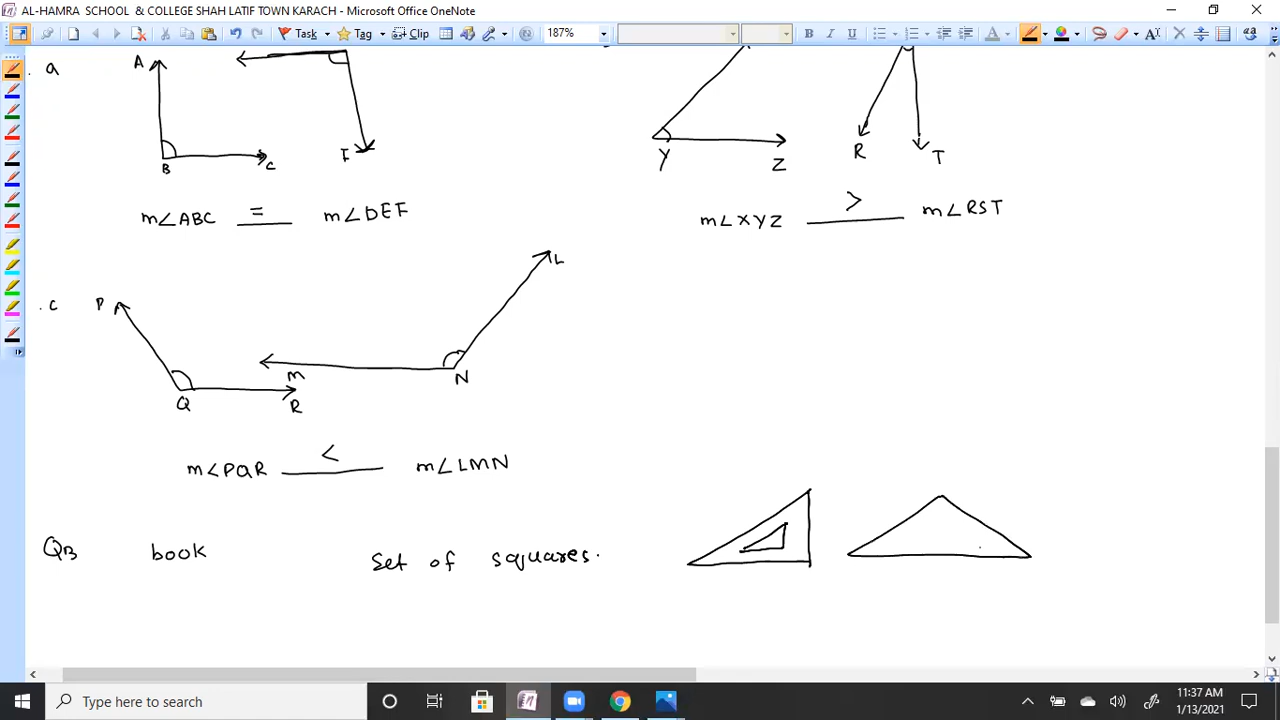 AL-HAMRA SCHOOL & COLLEGE SHAH LATIF TOWN KARACH - Microsoft Office OneNote
Task Tag Clip 187%
. a A B C F
Y Z R T
m∠ABC = m∠DEF
m∠XYZ > m∠RST
. c P Q R M N L
m∠PQR < m∠LMN
QB book Set of squares.
Type here to search
11:37 AM
1/13/2021